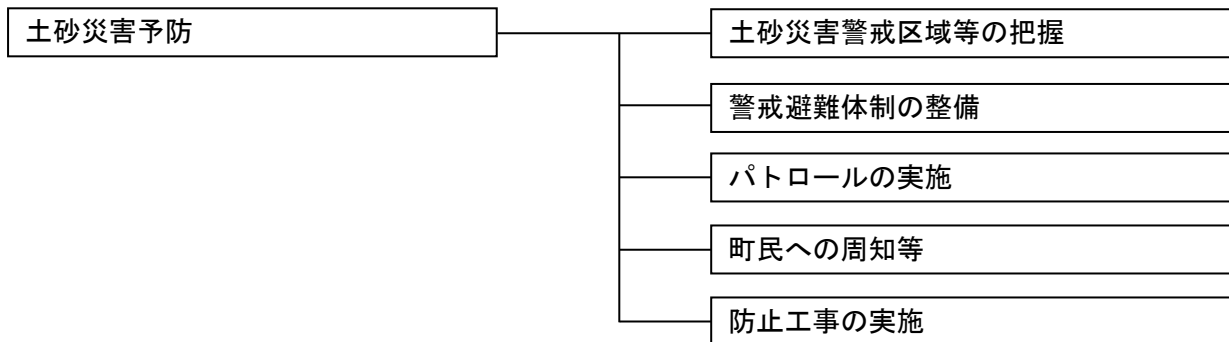 土砂災害予防
土砂災害警戒区域等の把握
警戒避難体制の整備
パトロールの実施
町民への周知等
防止工事の実施